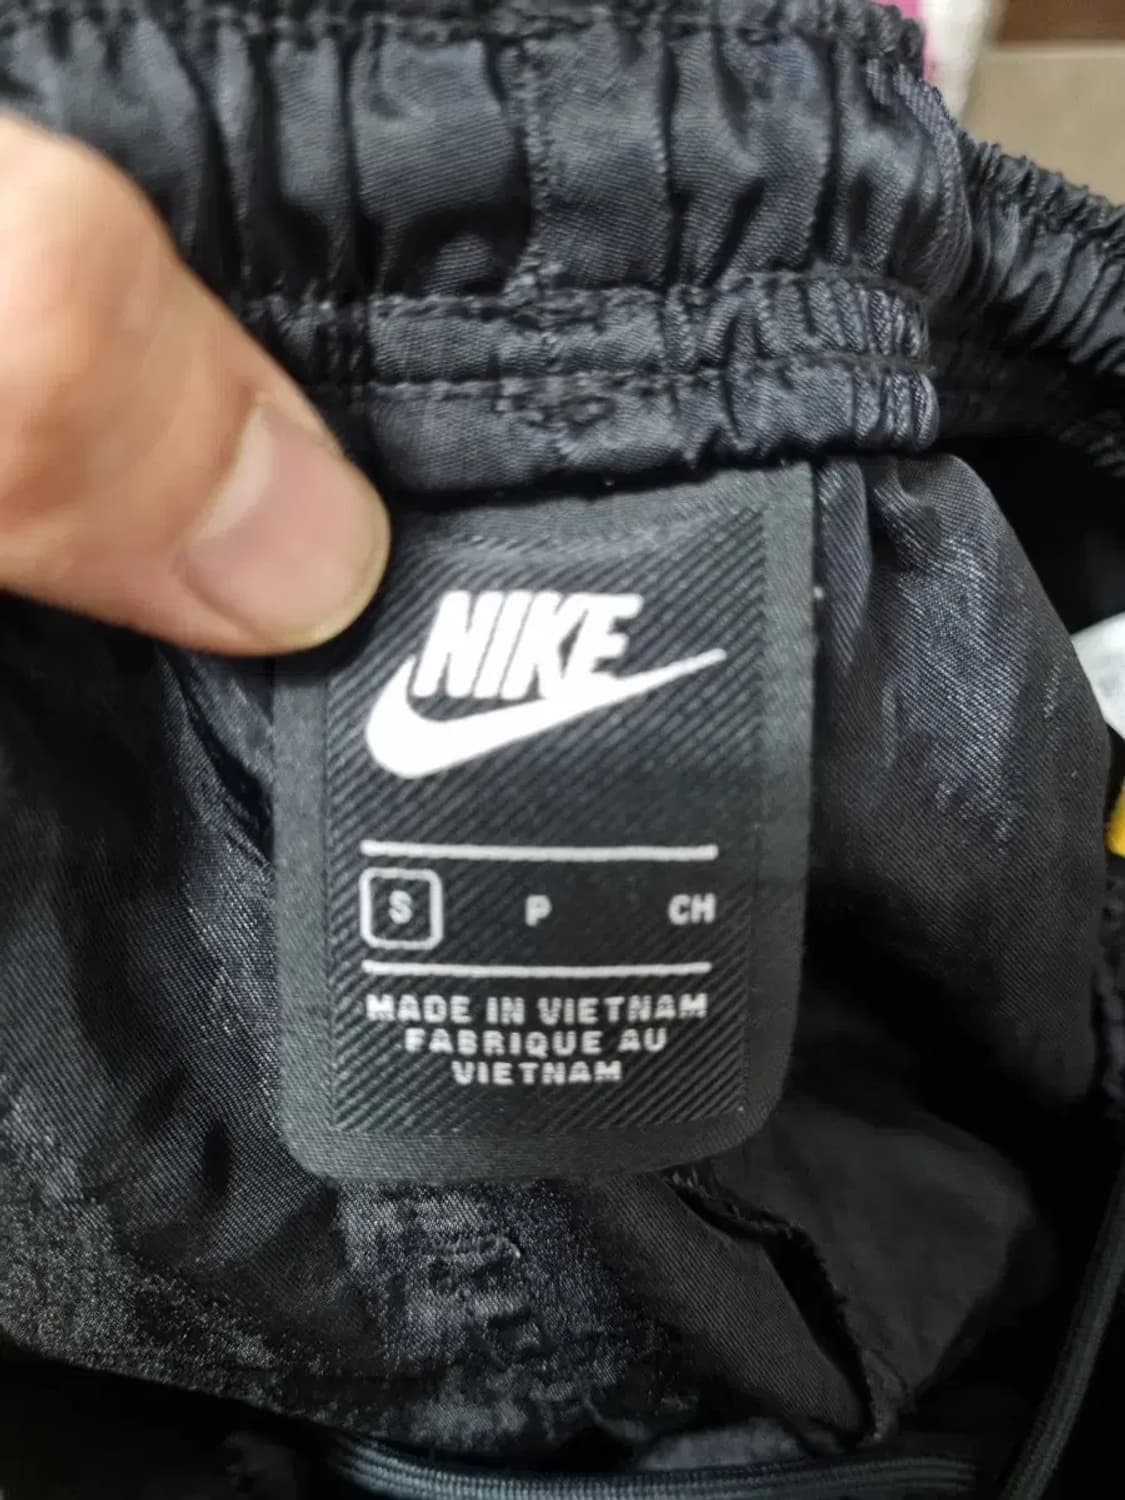 NIKE
S P CH
MADE IN VIETNAM
FABRIQUE AU
VIETNAM